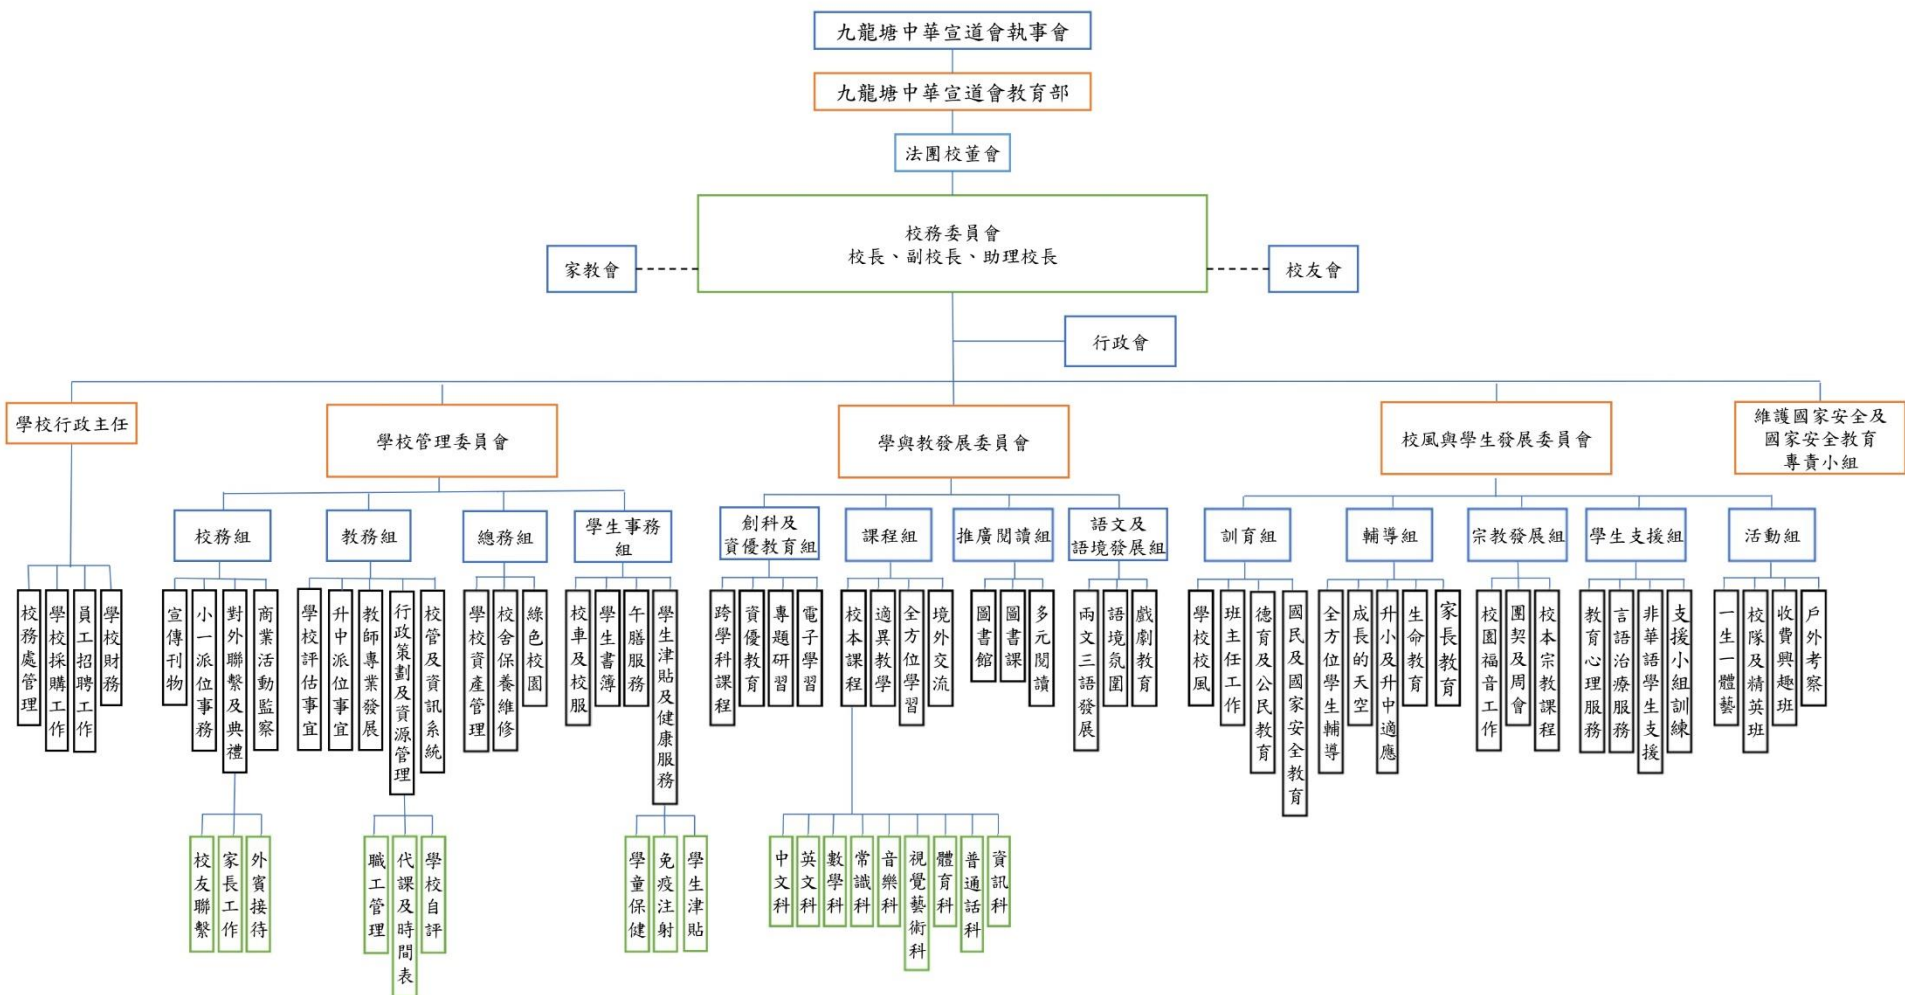 九龍塘中華宣道會執事會
九龍塘中華宣道會教育部
法團校董會
校務委員會
校長、副校長、助理校長
家教會
校友會
行政會
學校行政主任
學校管理委員會
學與教發展委員會
校風與學生發展委員會
維護國家安全及
國家安全教育
專責小組
校務組
教務組
總務組
學生事務
組
創科及
資優教育組
課程組
推廣閱讀組
語文及
語境發展組
訓育組
輔導組
宗教發展組
學生支援組
活動組
校務處管理
學校採購工作
員工招聘工作
學校財務
宣傳刊物
小一派位事務
對外聯繫及典禮
商業活動監察
學校評估事宜
升中派位事宜
教師專業發展
行政策劃及資源管理
校管及資訊系統
學校資產管理
校舍保養維修
綠色校園
校車及校服
學生書簿
午膳服務
學生津貼及健康服務
跨學科課程
資優教育
專題研習
電子學習
校本課程
適異教學
全方位學習
境外交流
圖書館
圖書課
多元閱讀
兩文三語發展
語境氛圍
戲劇教育
學校校風
班主任工作
德育及公民教育
國民及國家安全教育
全方位學生輔導
成長的天空
升小及升中適應
生命教育
家長教育
校園福音工作
團契及周會
校本宗教課程
教育心理服務
言語治療服務
非華語學生支援
支援小組訓練
一生一體藝
校隊及精英班
收費興趣班
戶外考察
校友聯繫
家長工作
外賓接待
職工管理
代課及時間表
學校自評
學童保健
免疫注射
學生津貼
中文科
英文科
數學科
常識科
音樂科
視覺藝術科
體育科
普通話科
資訊科